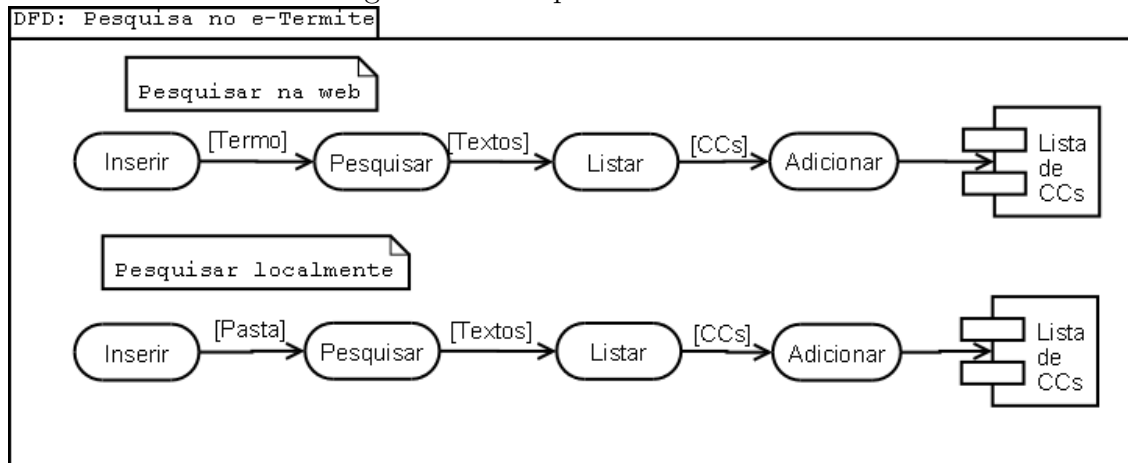 DFD: Pesquisa no e-Termite
Pesquisar na web
Inserir
[Termo]
Pesquisar
[Textos]
Listar
[CCs]
Adicionar
Lista
de
CCs
Pesquisar localmente
Inserir
[Pasta]
Pesquisar
[Textos]
Listar
[CCs]
Adicionar
Lista
de
CCs